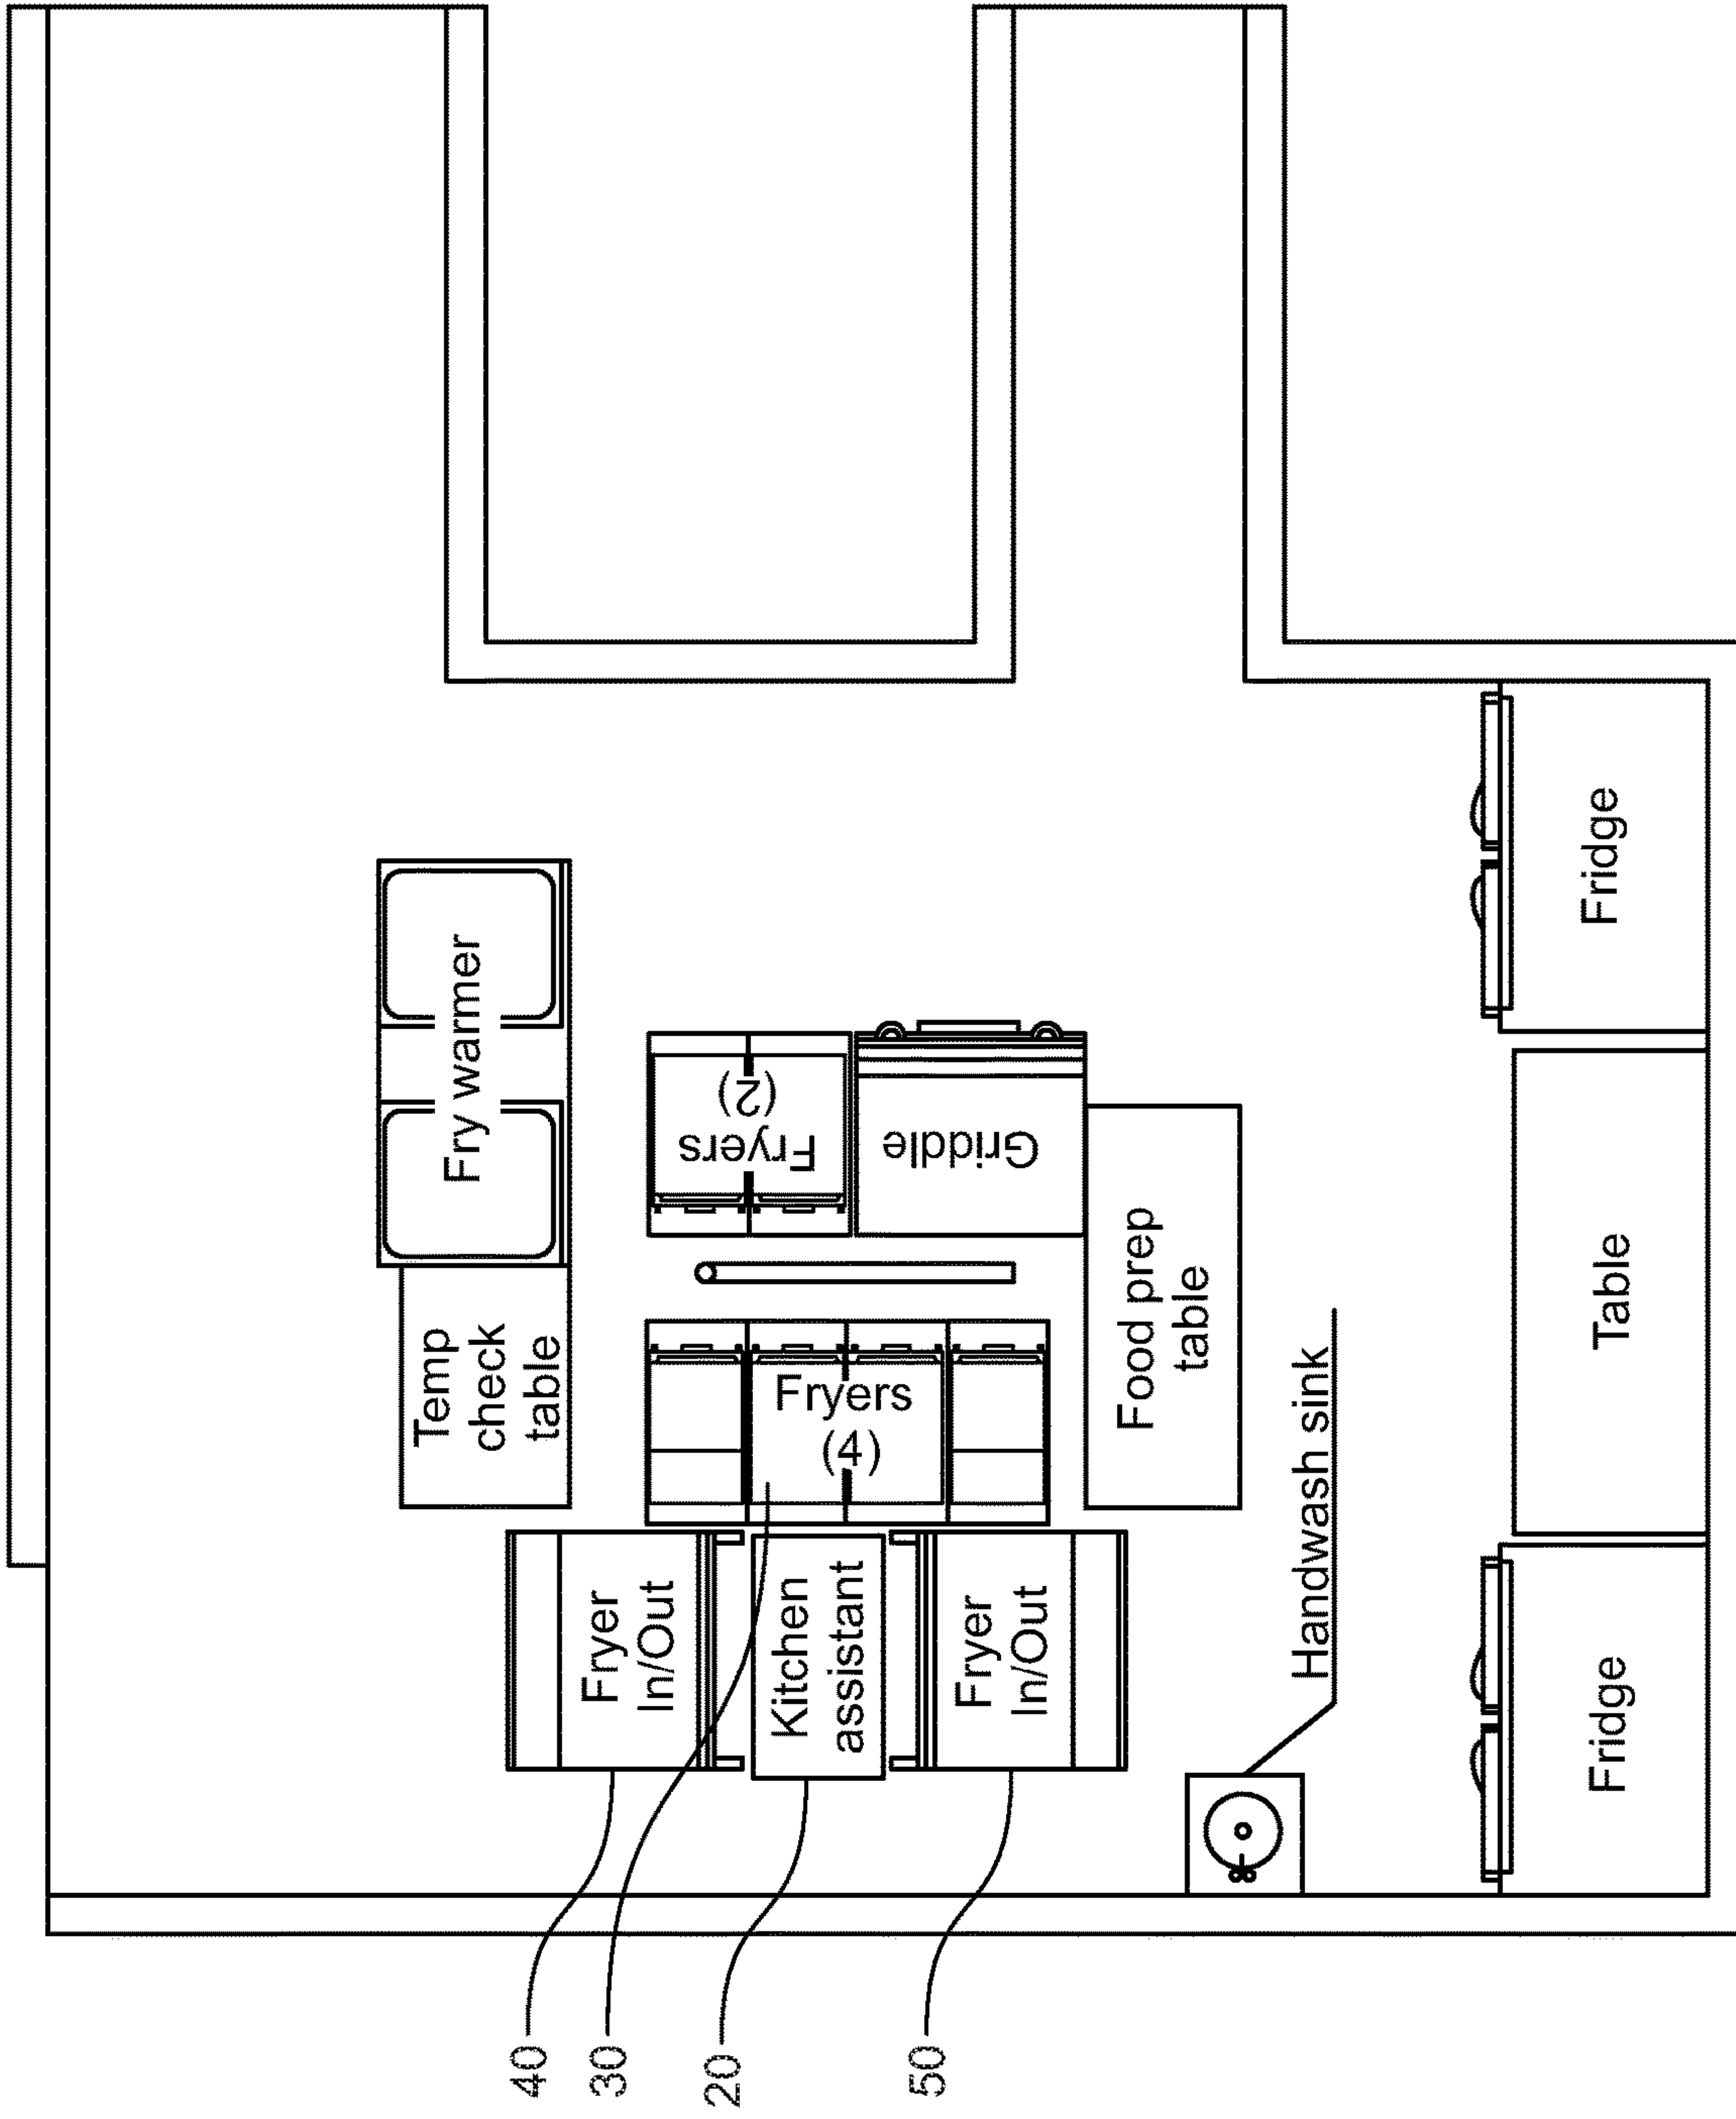 40
30
20
50
Fryer
In/Out
Kitchen
assistant
Fryer
In/Out
Temp
check
table
Fry warmer
Fryers
(4)
Fryers
(2)
Griddle
Food prep
table
Handwash sink
Fridge
Table
Fridge